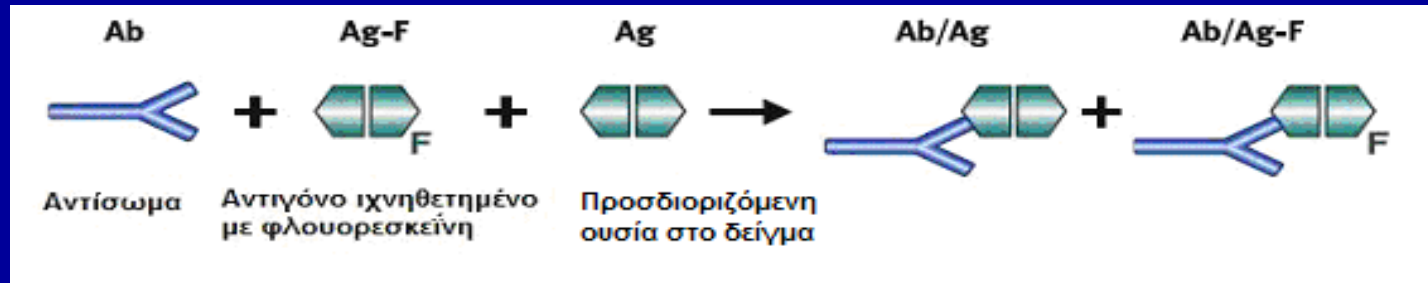 Ab Ag-F Ag Ab/Ag Ab/Ag-F
+ + → +
F F
Αντίσωμα Αντιγόνο ιχνηθετημένο Προσδιοριζόμενη
με φλουορεσκεΐνη ουσία στο δείγμα